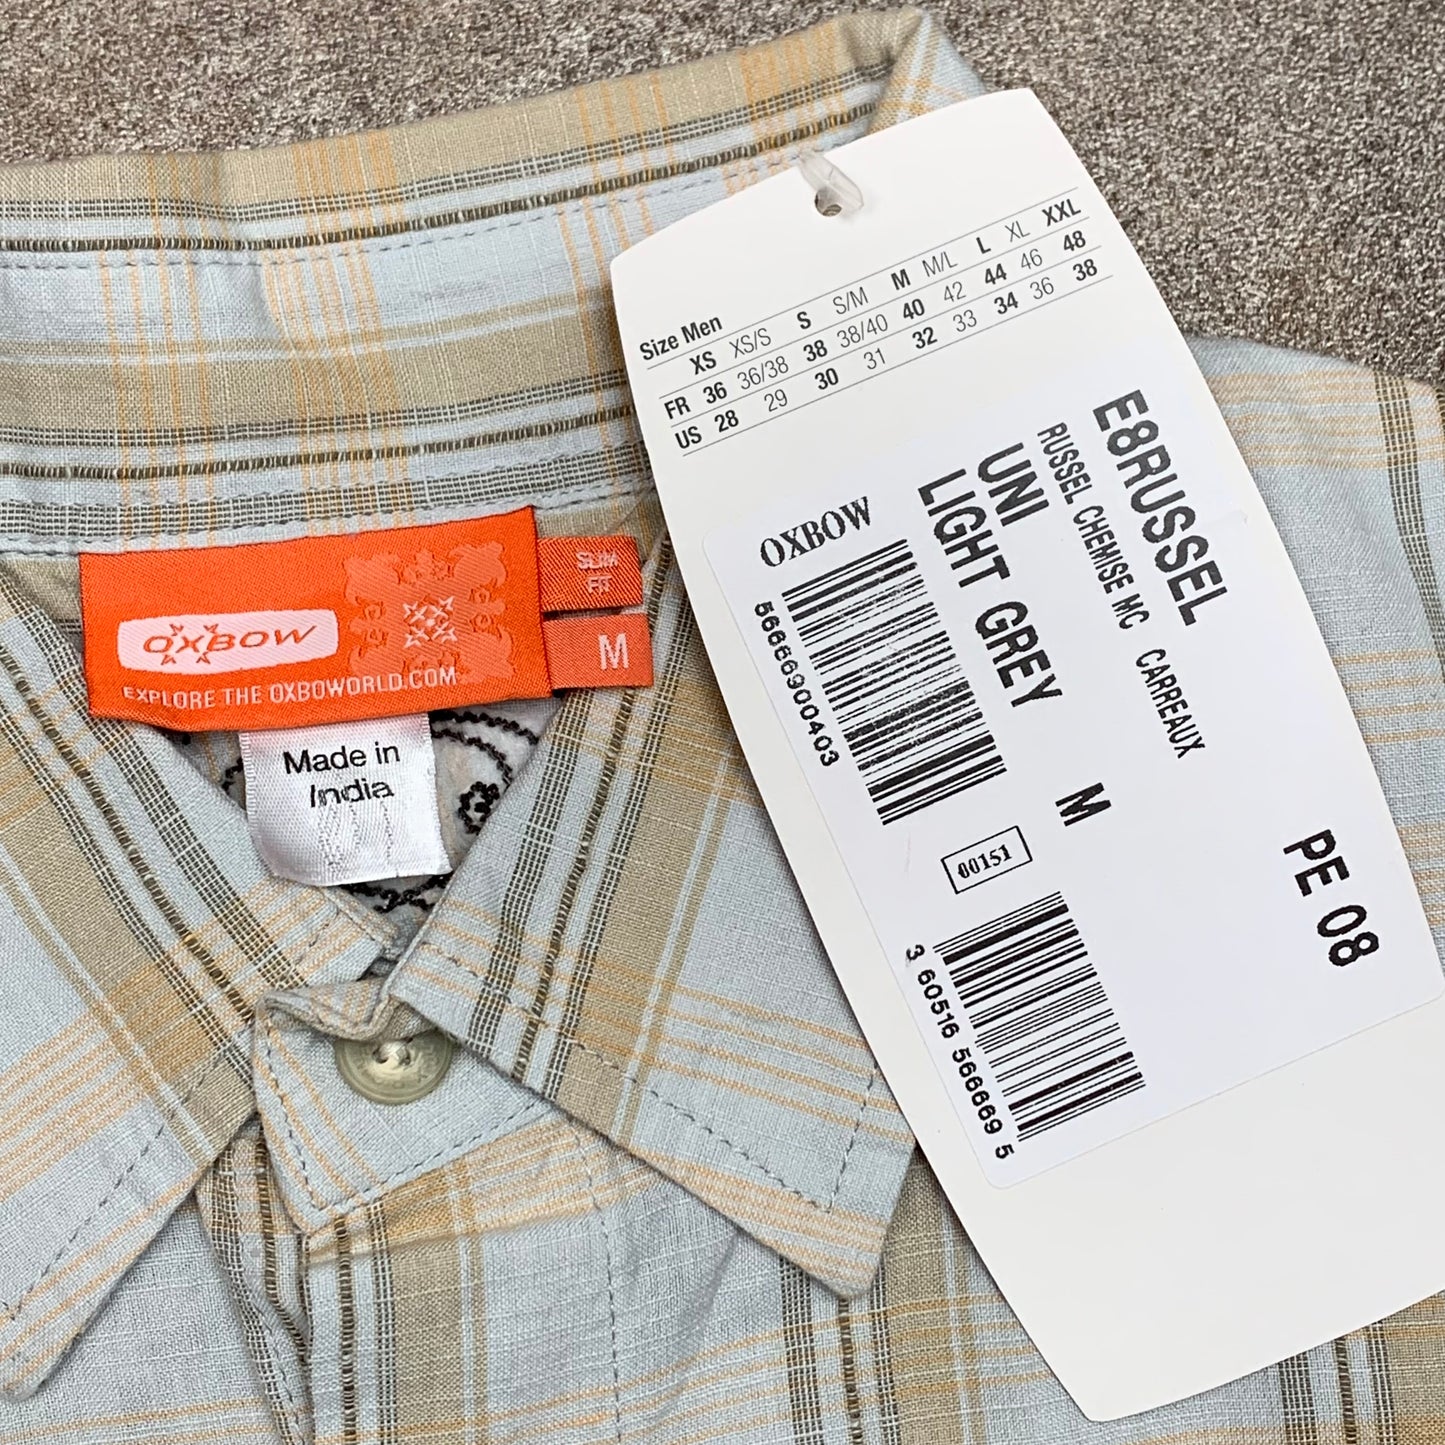 OXBOW
EXPLORE THE OXBOWORLD.COM
SLIM
FIT
M
Made in
India
Size Men
XS XS/S S S/M M M/L L XL XXL
FR 36 36/38 38 38/40 40 42 44 46 48
US 28 29 30 31 32 33 34 36 38
E8RUSSEL
RUSSEL CHEMISE MC CARREAUX
UNI
LIGHT GREY M
OXBOW
5666690040​3
00151
PE 08
3 60516 566669 5